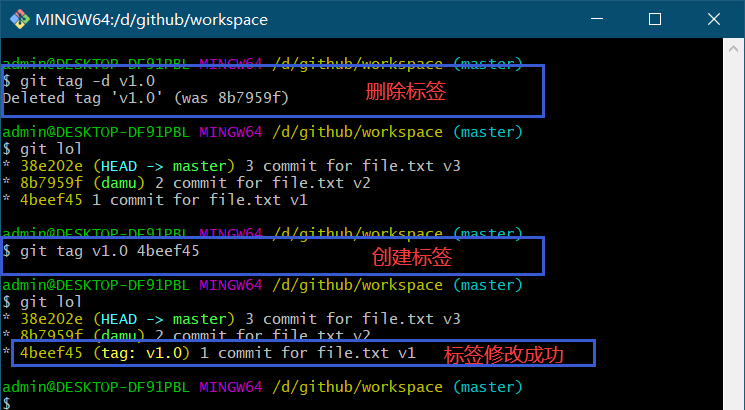 MINGW64:/d/github/workspace
admin@DESKTOP-DF91PBL MINGW64 /d/github/workspace (master)
$ git tag -d v1.0
Deleted tag 'v1.0' (was 8b7959f)
删除标签
admin@DESKTOP-DF91PBL MINGW64 /d/github/workspace (master)
$ git lol
* 38e202e (HEAD -> master) 3 commit for file.txt v3
* 8b7959f (damu) 2 commit for file.txt v2
* 4beef45 1 commit for file.txt v1
admin@DESKTOP-DF91PBL MINGW64 /d/github/workspace (master)
$ git tag v1.0 4beef45
创建标签
admin@DESKTOP-DF91PBL MINGW64 /d/github/workspace (master)
$ git lol
* 38e202e (HEAD -> master) 3 commit for file.txt v3
* 8b7959f (damu) 2 commit for file.txt v2
* 4beef45 (tag: v1.0) 1 commit for file.txt v1 标签修改成功
admin@DESKTOP-DF91PBL MINGW64 /d/github/workspace (master)
$